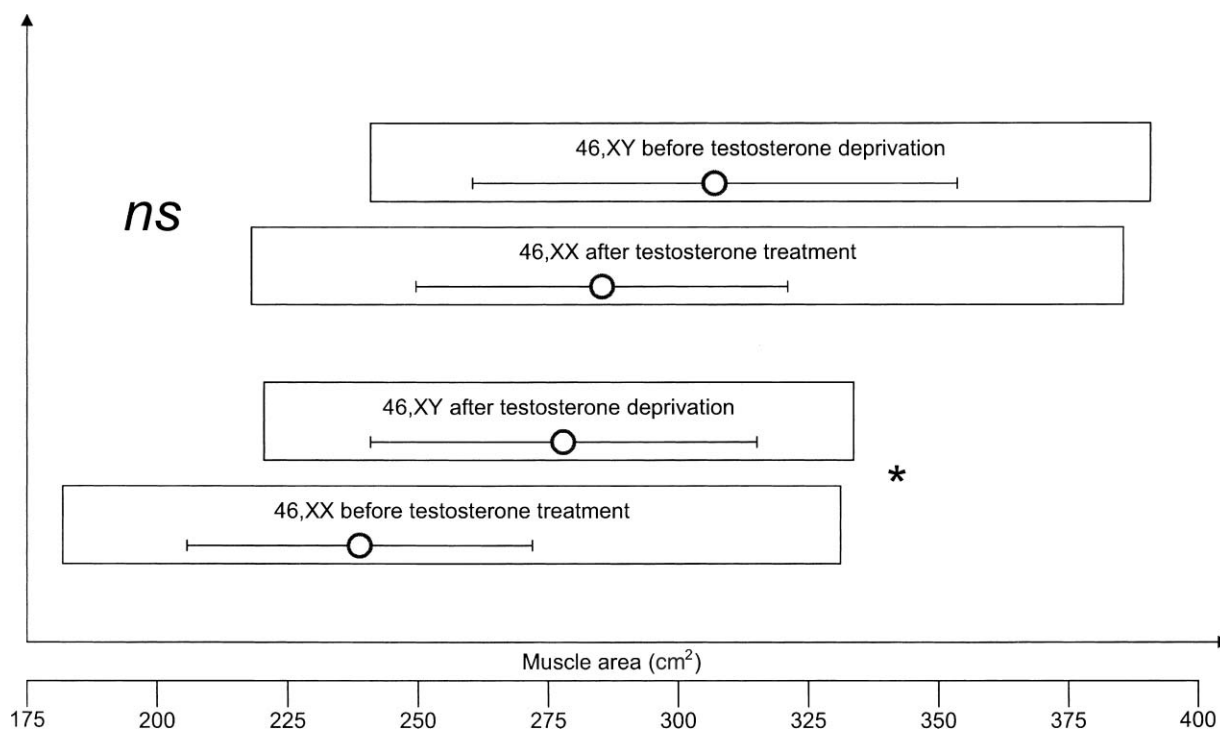 46,XY before testosterone deprivation
ns
46,XX after testosterone treatment
46,XY after testosterone deprivation
*
46,XX before testosterone treatment
Muscle area (cm²)
175 200 225 250 275 300 325 350 375 400